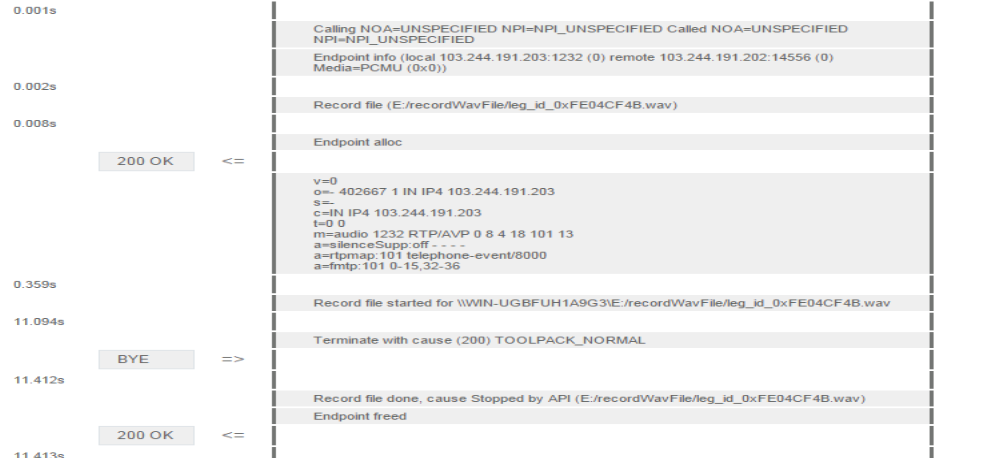 0.001s
Calling NOA=UNSPECIFIED NPI=NPI_UNSPECIFIED Called NOA=UNSPECIFIED
NPI=NPI_UNSPECIFIED
Endpoint info (local 103.244.191.203:1232 (0) remote 103.244.191.202:14556 (0)
Media=PCMU (0x0))
0.002s
Record file (E:/recordWavFile/leg_id_0xFE04CF4B.wav)
0.008s
Endpoint alloc
200 OK <=
v=0
o=- 402667 1 IN IP4 103.244.191.203
s=-
c=IN IP4 103.244.191.203
t=0 0
m=audio 1232 RTP/AVP 0 8 4 18 101 13
a=silenceSupp:off - - - -
a=rtpmap:101 telephone-event/8000
a=fmtp:101 0-15,32-36
0.359s
Record file started for \\WIN-UGBFUH1A9G3\E:/recordWavFile/leg_id_0xFE04CF4B.wav
11.094s
Terminate with cause (200) TOOLPACK_NORMAL
BYE =>
11.412s
Record file done, cause Stopped by API (E:/recordWavFile/leg_id_0xFE04CF4B.wav)
Endpoint freed
200 OK <=
11.413s